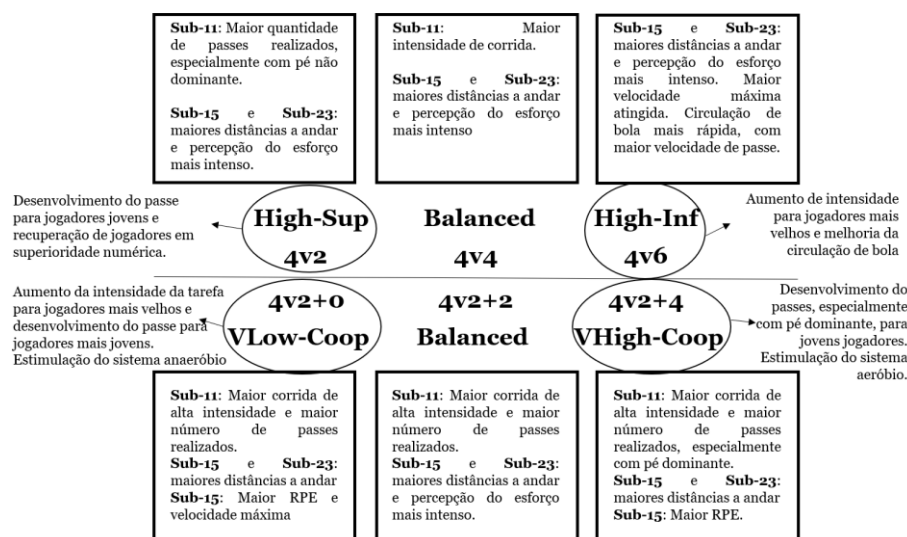 Sub-11: Maior quantidade
de passes realizados,
especialmente com pé não
dominante.
Sub-15 e Sub-23:
maiores distâncias a andar
e percepção do esforço
mais intenso.
Sub-11: Maior
intensidade de corrida.
Sub-15 e Sub-23:
maiores distâncias a andar
e percepção do esforço
mais intenso
Sub-15 e Sub-23:
maiores distâncias a andar
e percepção do esforço
mais intenso. Maior
velocidade máxima
atingida. Circulação de
bola mais rápida, com
maior velocidade de passe.
Desenvolvimento do passe
para jogadores jovens e
recuperação de jogadores em
superioridade numérica.
High-Sup
4v2
Balanced
4v4
High-Inf
4v6
Aumento de intensidade
para jogadores mais
velhos e melhoria da
circulação de bola
Aumento da intensidade da tarefa
para jogadores mais velhos e
desenvolvimento do passe para
jogadores mais jovens.
Estimulação do sistema anaeróbio
4v2+0
VLow-Coop
4v2+2
Balanced
4v2+4
VHigh-Coop
Desenvolvimento do
passes, especialmente
com pé dominante, para
jovens jogadores.
Estimulação do sistema
aeróbio.
Sub-11: Maior corrida de
alta intensidade e maior
número de passes
realizados.
Sub-15 e Sub-23:
maiores distâncias a andar
Sub-15: Maior RPE e
velocidade máxima
Sub-11: Maior corrida de
alta intensidade e maior
número de passes
realizados.
Sub-15 e Sub-23:
maiores distâncias a andar
e percepção do esforço
mais intenso.
Sub-11: Maior corrida de
alta intensidade e maior
número de passes
realizados, especialmente
com pé dominante.
Sub-15 e Sub-23:
maiores distâncias a andar
Sub-15: Maior RPE.